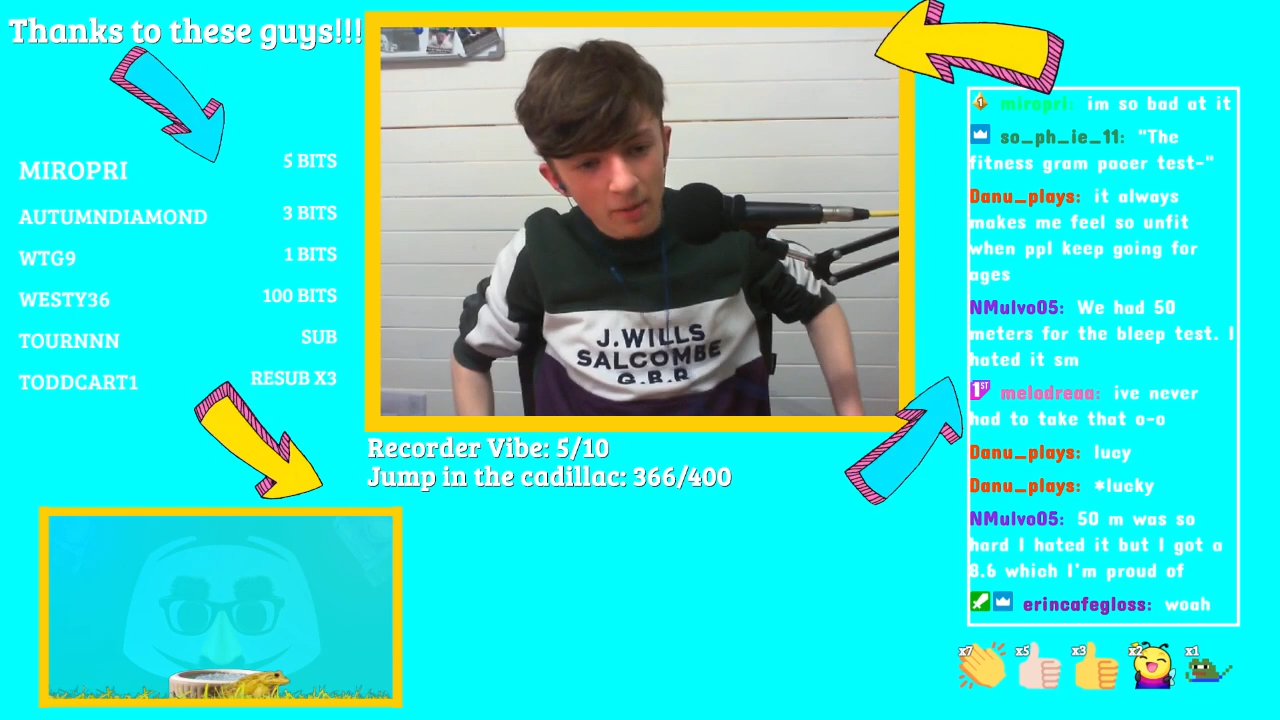 Thanks to these guys!!!
MIROPRI 5 BITS
AUTUMNDIAMOND 3 BITS
WTG9 1 BITS
WESTY36 100 BITS
TOURNNN SUB
TODDCART1 RESUB X3
J.WILLS
SALCOMBE
G.B.R
Recorder Vibe: 5/10
Jump in the cadillac: 366/400
1 miropri: im so bad at it
so_ph_ie_11: "The
fitness gram pacer test-"
Danu_plays: it always
makes me feel so unfit
when ppl keep going for
ages
NMulvo05: We had 50
meters for the bleep test. I
hated it sm
1ST melodreaa: ive never
had to take that o-o
Danu_plays: lucy
Danu_plays: *lucky
NMulvo05: 50 m was so
hard I hated it but I got a
8.6 which I'm proud of
erincafegloss: woah
x7 x5 x3 x2 x1